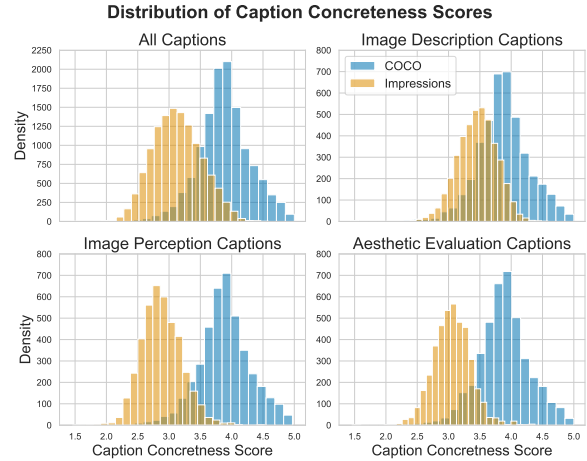 Distribution of Caption Concreteness Scores
All Captions
Image Description Captions
2250
2000
1750
1500
1250
1000
750
500
250
0
Density
800
700
600
500
400
300
200
100
0
COCO
Impressions
Image Perception Captions
Aesthetic Evaluation Captions
800
700
600
500
400
300
200
100
0
Density
800
700
600
500
400
300
200
100
0
1.5 2.0 2.5 3.0 3.5 4.0 4.5 5.0
1.5 2.0 2.5 3.0 3.5 4.0 4.5 5.0
Caption Concretness Score
Caption Concretness Score